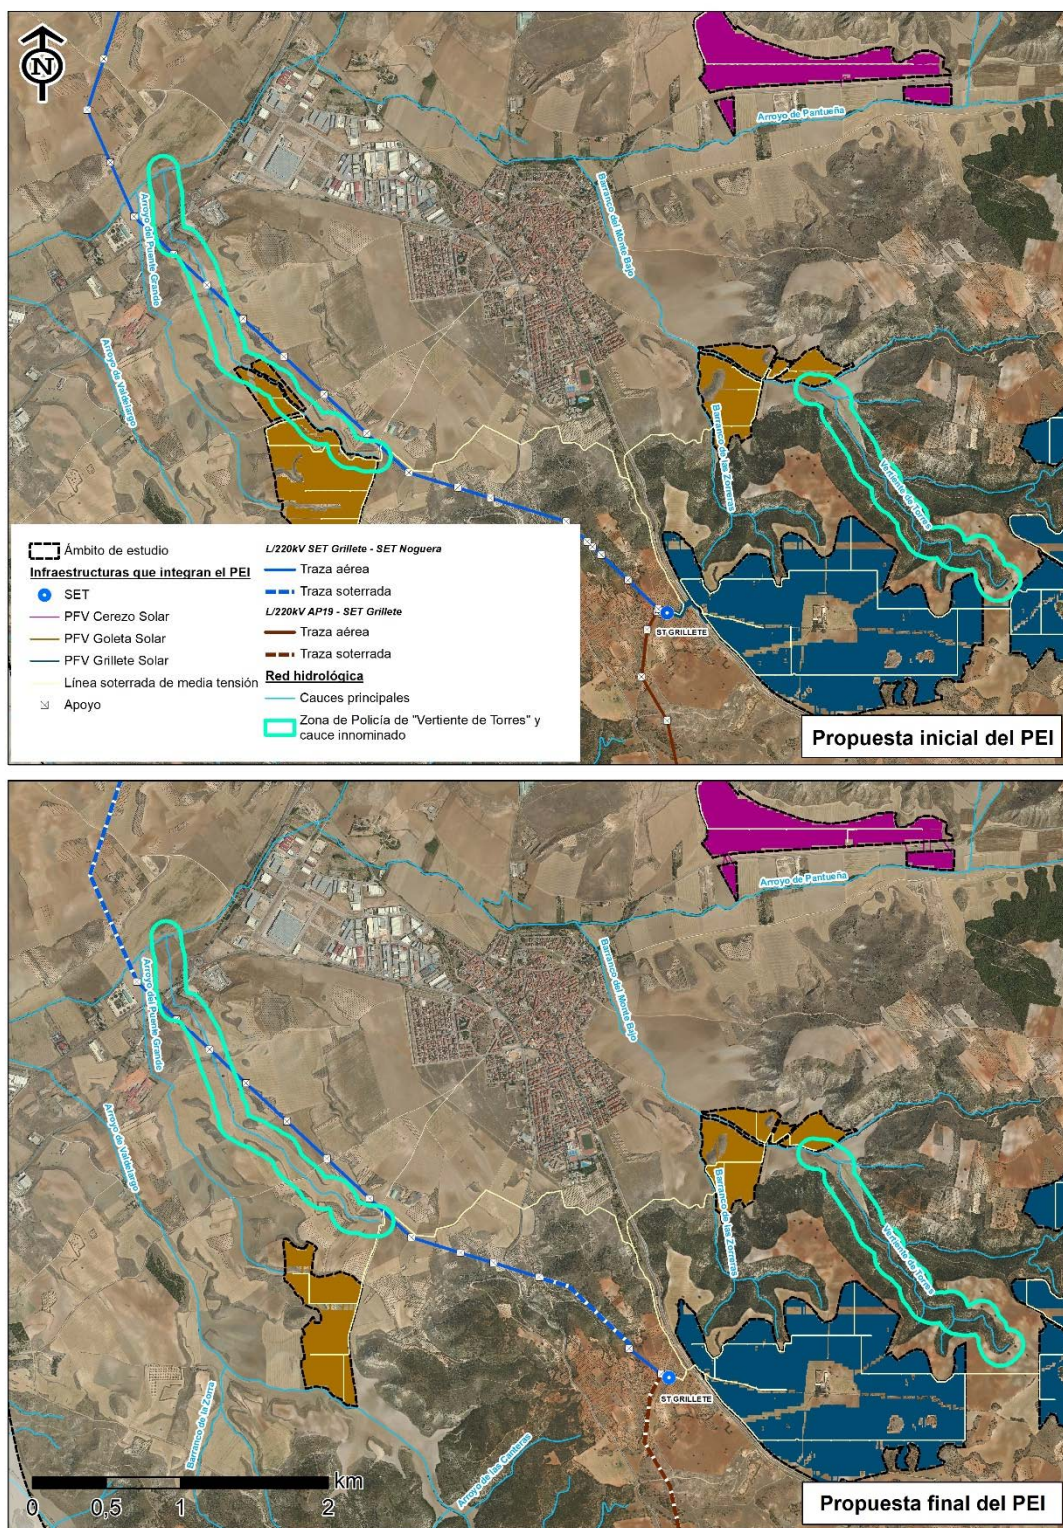 N
Arroyo de Pantueña
Barranco del Monte Bajo
Arroyo del Puente Grande
Arroyo de Valdelargo
Barranco de las Zorreras
Vertiente de Torres
ST GRILLETE
Ámbito de estudio
Infraestructuras que integran el PEI
SET
PFV Cerezo Solar
PFV Goleta Solar
PFV Grillete Solar
Línea soterrada de media tensión
Apoyo
L/220kV SET Grillete - SET Noguera
Traza aérea
Traza soterrada
L/220kV AP19 - SET Grillete
Traza aérea
Traza soterrada
Red hidrológica
Cauces principales
Zona de Policía de "Vertiente de Torres" y
cauce innominado
Propuesta inicial del PEI
Arroyo de Pantueña
Barranco del Monte Bajo
Arroyo del Puente Grande
Arroyo de Valdelargo
Barranco de las Zorreras
Vertiente de Torres
ST GRILLETE
Barranco de la Zorra
Arroyo de las Canteras
km
0 0,5 1 2
Propuesta final del PEI